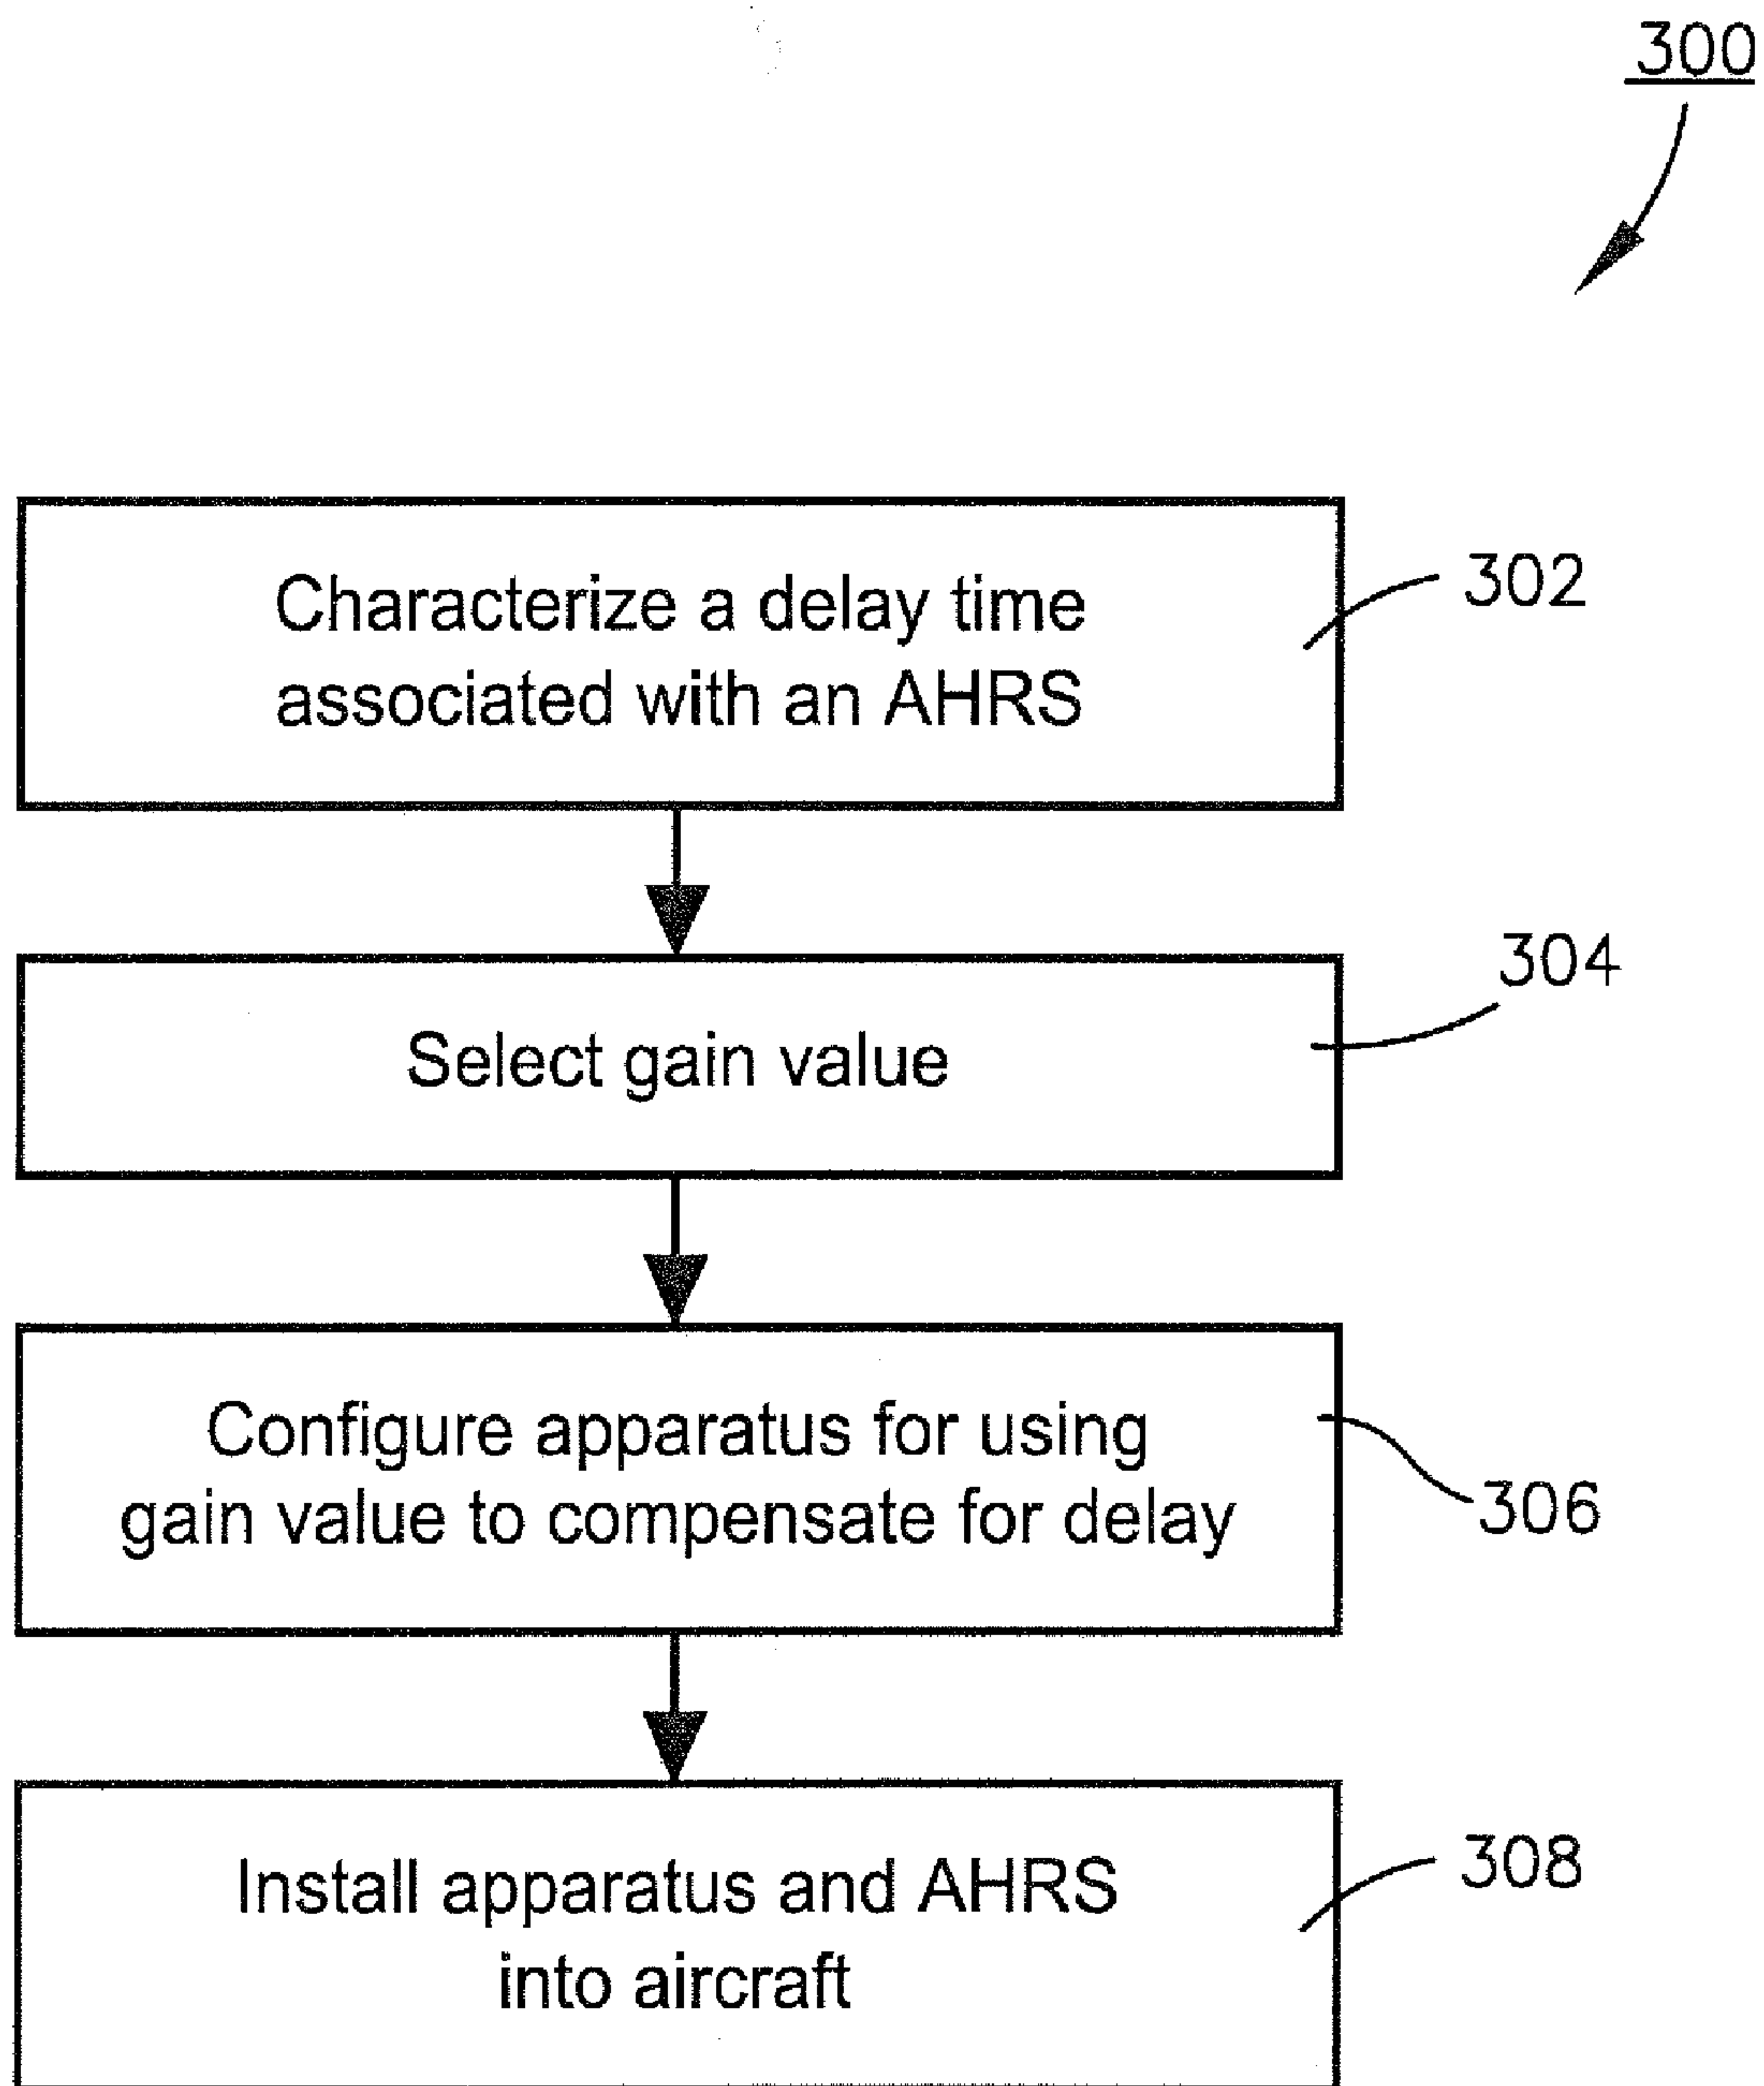 300
Characterize a delay time
associated with an AHRS
302
Select gain value
304
Configure apparatus for using
gain value to compensate for delay
306
Install apparatus and AHRS
into aircraft
308